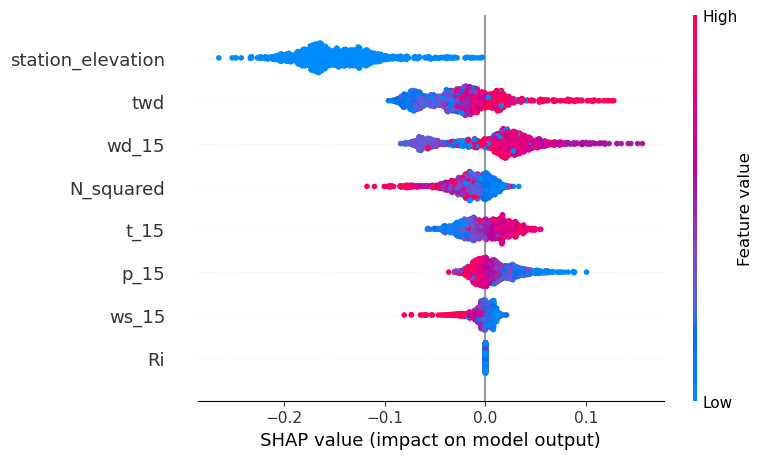 High
station_elevation
twd
wd_15
N_squared
t_15
p_15
ws_15
Ri
Feature value
Low
−0.2 −0.1 0.0 0.1
SHAP value (impact on model output)